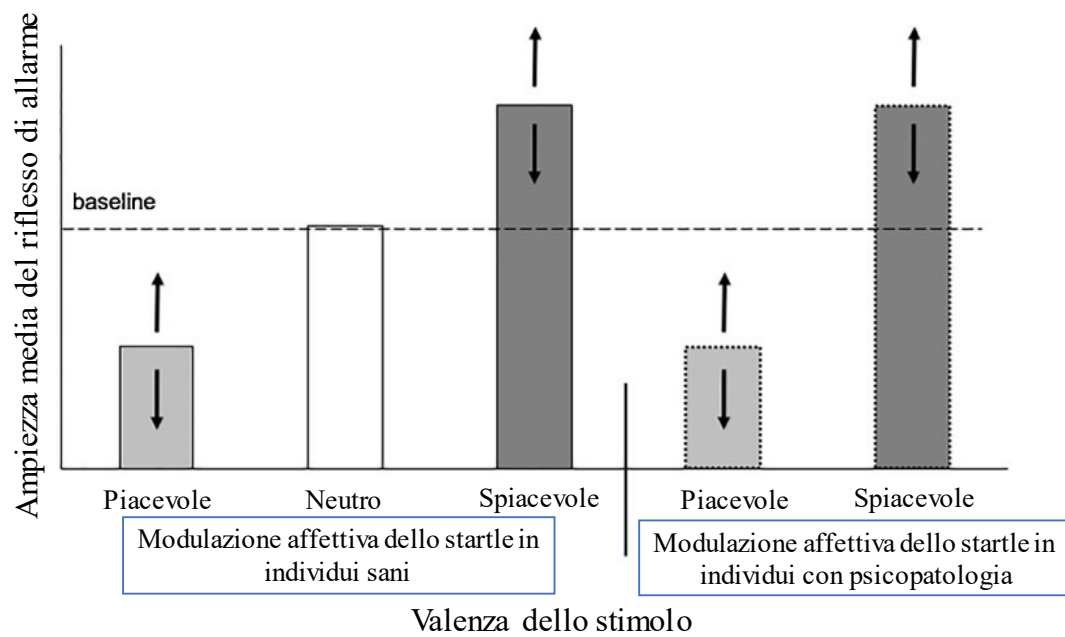 Ampiezza media del riflesso di allarme
baseline
Piacevole
Neutro
Spiacevole
Piacevole
Spiacevole
Modulazione affettiva dello startle in
individui sani
Modulazione affettiva dello startle in
individui con psicopatologia
Valenza dello stimolo